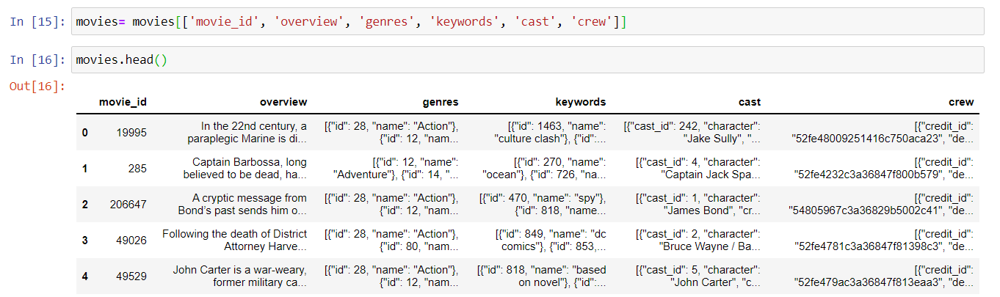 In [15]: movies= movies[['movie_id', 'overview', 'genres', 'keywords', 'cast', 'crew']]
In [16]: movies.head()
Out[16]:
movie_id overview genres keywords cast crew
0 19995 In the 22nd century, a paraplegic Marine is di... [{"id": 28, "name": "Action"}, {"id": 12, "nam... [{"id": 1463, "name": "culture clash"}, {"id":... [{"cast_id": 242, "character": "Jake Sully", "... [{"credit_id": "52fe48009251416c750aca23", "de...
1 285 Captain Barbossa, long believed to be dead, ha... [{"id": 12, "name": "Adventure"}, {"id": 14, "... [{"id": 270, "name": "ocean"}, {"id": 726, "na... [{"cast_id": 4, "character": "Captain Jack Spa... [{"credit_id": "52fe4232c3a36847f800b579", "de...
2 206647 A cryptic message from Bond’s past sends him o... [{"id": 28, "name": "Action"}, {"id": 12, "nam... [{"id": 470, "name": "spy"}, {"id": 818, "name... [{"cast_id": 1, "character": "James Bond", "cr... [{"credit_id": "54805967c3a36829b5002c41", "de...
3 49026 Following the death of District Attorney Harve... [{"id": 28, "name": "Action"}, {"id": 80, "nam... [{"id": 849, "name": "dc comics"}, {"id": 853,... [{"cast_id": 2, "character": "Bruce Wayne / Ba... [{"credit_id": "52fe4781c3a36847f81398c3", "de...
4 49529 John Carter is a war-weary, former military ca... [{"id": 28, "name": "Action"}, {"id": 12, "nam... [{"id": 818, "name": "based on novel"}, {"id":... [{"cast_id": 5, "character": "John Carter", "c... [{"credit_id": "52fe479ac3a36847f813eaa3", "de...